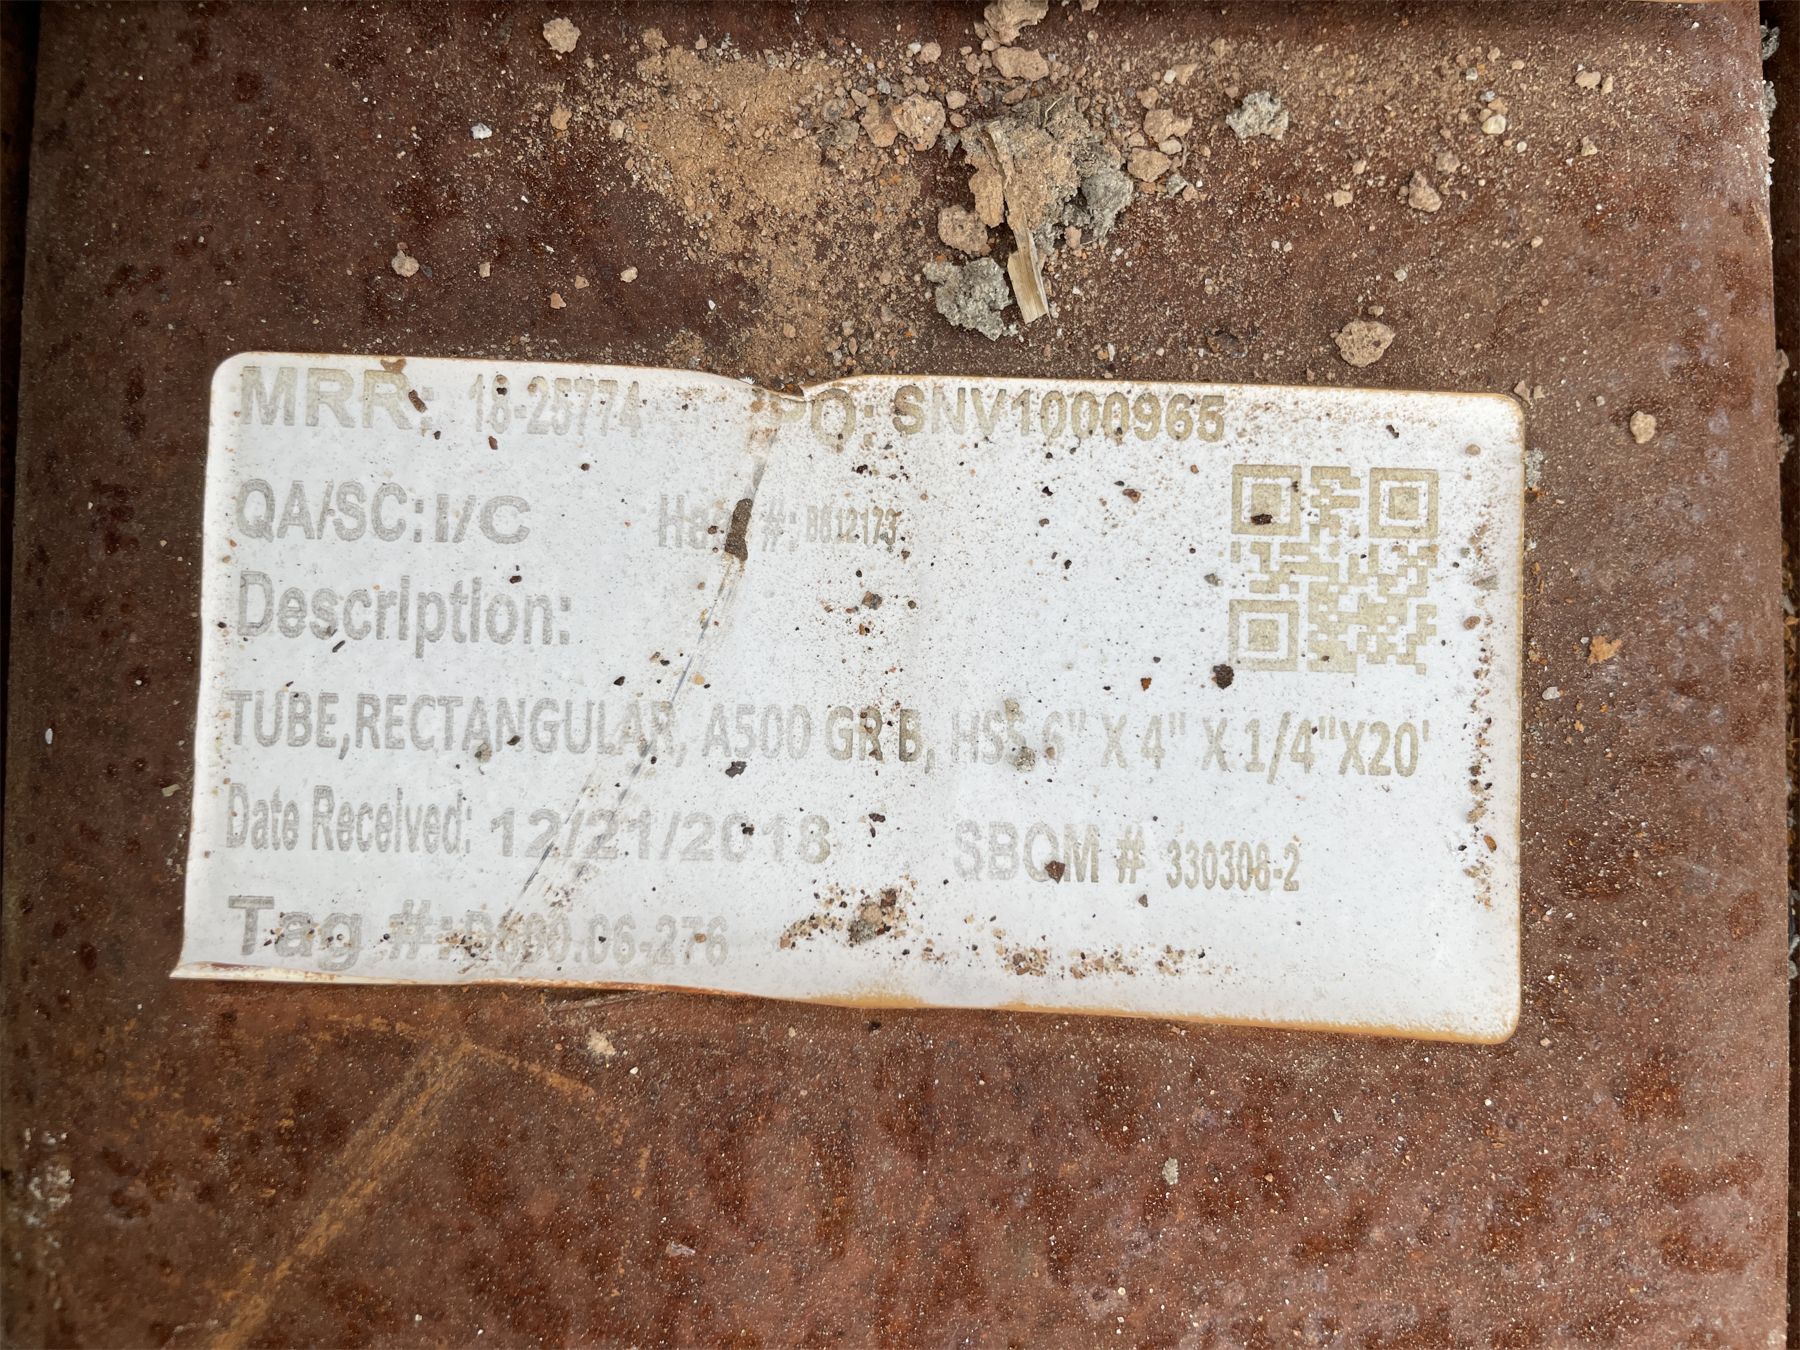 MRR: 18-25774 PO: SNV1000965
QA/SC: I/C Heat #:
Description:
TUBE,RECTANGULAR, A500 GR B, HSS 6" X 4" X 1/4"X20'
Date Received: 12/21/2018 SBOM # 330308-2
Tag #: